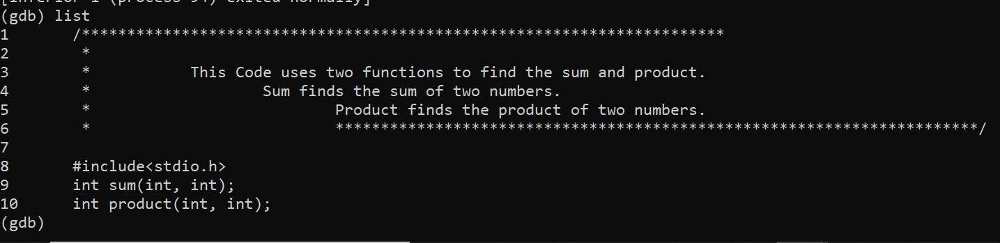 [Inferior 1 (process 94) exited normally]
(gdb) list
1 /***********************************************************************
2 *
3 * This Code uses two functions to find the sum and product.
4 * Sum finds the sum of two numbers.
5 * Product finds the product of two numbers.
6 * ***********************************************************************/
7
8 #include<stdio.h>
9 int sum(int, int);
10 int product(int, int);
(gdb)